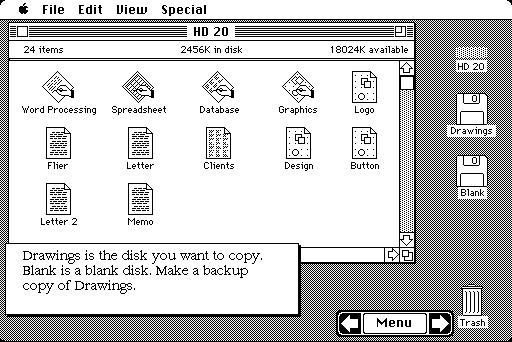 File Edit View Special
HD 20
24 items 2456K in disk 18024K available
HD 20
Word Processing Spreadsheet Database Graphics Logo
Drawings
Flier Letter Clients Design Button
Blank
Letter 2 Memo
Drawings is the disk you want to copy.
Blank is a blank disk. Make a backup
copy of Drawings.
Menu
Trash